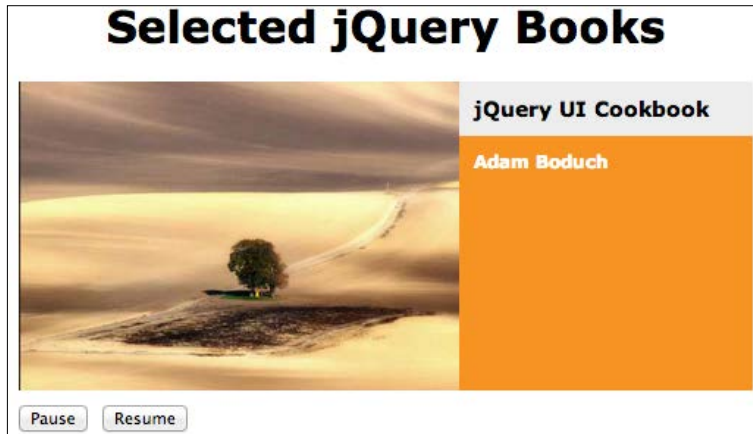 Selected jQuery Books
jQuery UI Cookbook
Adam Boduch
Pause
Resume